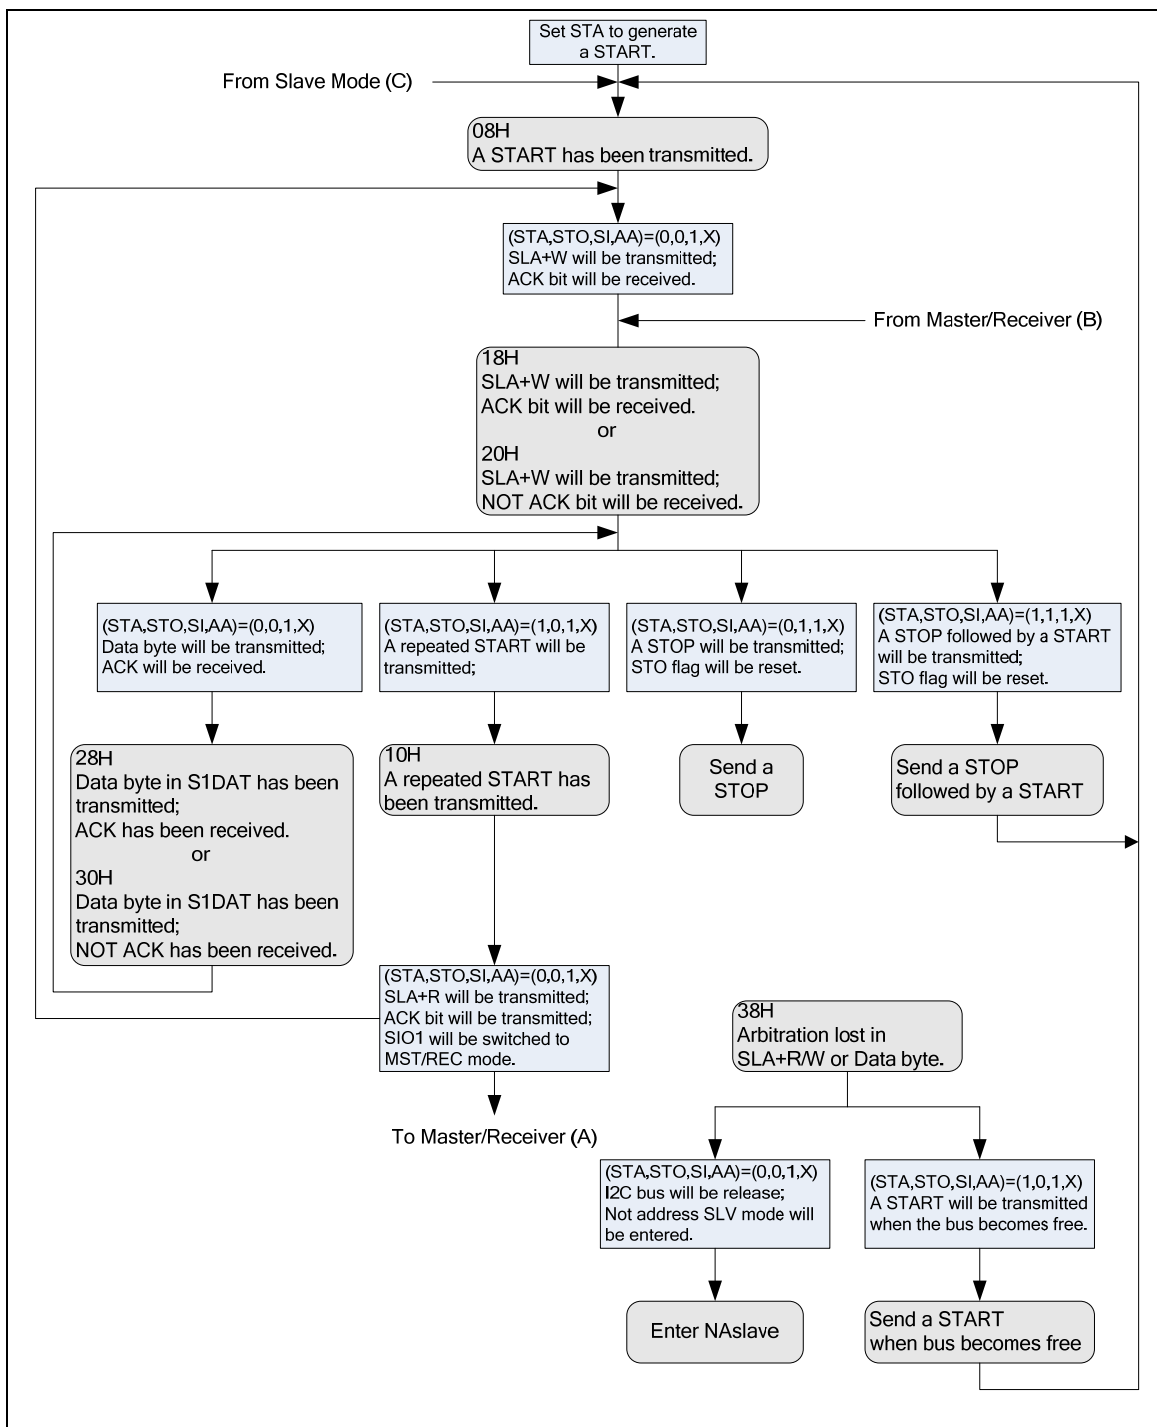 Set STA to generate
a START.
From Slave Mode (C)
08H
A START has been transmitted.
(STA,STO,SI,AA)=(0,0,1,X)
SLA+W will be transmitted;
ACK bit will be received.
From Master/Receiver (B)
18H
SLA+W will be transmitted;
ACK bit will be received.
or
20H
SLA+W will be transmitted;
NOT ACK bit will be received.
(STA,STO,SI,AA)=(0,0,1,X)
Data byte will be transmitted;
ACK will be received.
(STA,STO,SI,AA)=(1,0,1,X)
A repeated START will be
transmitted;
(STA,STO,SI,AA)=(0,1,1,X)
A STOP will be transmitted;
STO flag will be reset.
(STA,STO,SI,AA)=(1,1,1,X)
A STOP followed by a START
will be transmitted;
STO flag will be reset.
28H
Data byte in S1DAT has been
transmitted;
ACK has been received.
or
30H
Data byte in S1DAT has been
transmitted;
NOT ACK has been received.
10H
A repeated START has
been transmitted.
Send a
STOP
Send a STOP
followed by a START
(STA,STO,SI,AA)=(0,0,1,X)
SLA+R will be transmitted;
ACK bit will be transmitted;
SIO1 will be switched to
MST/REC mode.
To Master/Receiver (A)
38H
Arbitration lost in
SLA+R/W or Data byte.
(STA,STO,SI,AA)=(0,0,1,X)
I2C bus will be release;
Not address SLV mode will
be entered.
(STA,STO,SI,AA)=(1,0,1,X)
A START will be transmitted
when the bus becomes free.
Enter NAslave
Send a START
when bus becomes free